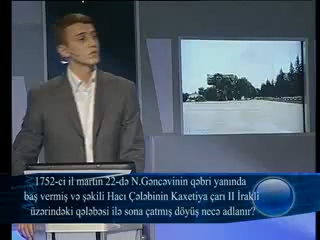 1752-ci il martın 22-də N.Gəncəvinin qəbri yanında
baş vermiş və şəkili Hacı Çələbinin Kaxetiya çarı II İrakli
üzərindəki qələbəsi ilə sona çatmış döyüş necə adlanır?